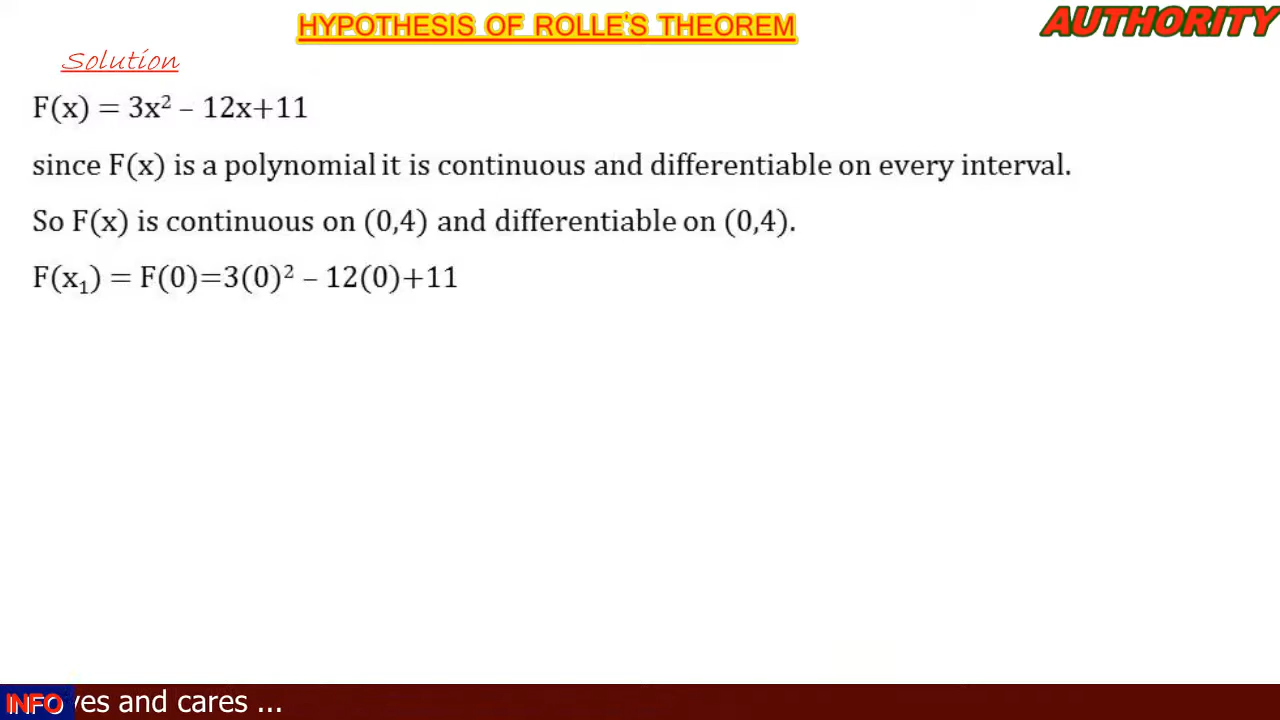 HYPOTHESIS OF ROLLE'S THEOREM
AUTHORITY
Solution
F(x) = 3x² – 12x+11
since F(x) is a polynomial it is continuous and differentiable on every interval.
So F(x) is continuous on (0,4) and differentiable on (0,4).
F(x₁) = F(0)=3(0)² – 12(0)+11
INFO and cares ...